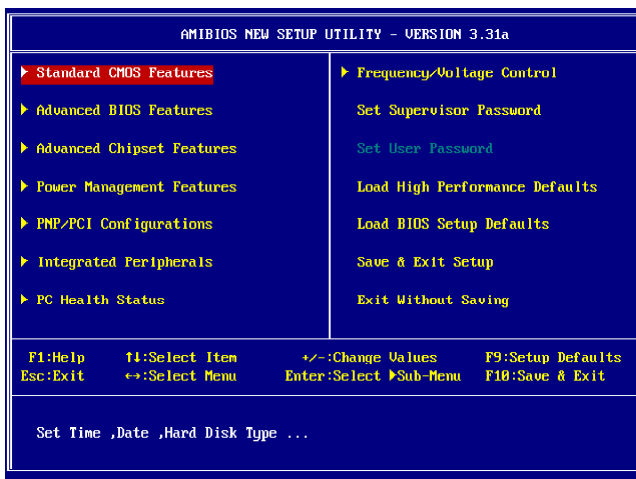 AMIBIOS NEW SETUP UTILITY - VERSION 3.31a
▶ Standard CMOS Features
▶ Advanced BIOS Features
▶ Advanced Chipset Features
▶ Power Management Features
▶ PNP/PCI Configurations
▶ Integrated Peripherals
▶ PC Health Status
▶ Frequency/Voltage Control
Set Supervisor Password
Set User Password
Load High Performance Defaults
Load BIOS Setup Defaults
Save & Exit Setup
Exit Without Saving
F1:Help ↑↓:Select Item +/-:Change Values F9:Setup Defaults
Esc:Exit ↔:Select Menu Enter:Select ▶Sub-Menu F10:Save & Exit
Set Time ,Date ,Hard Disk Type ...